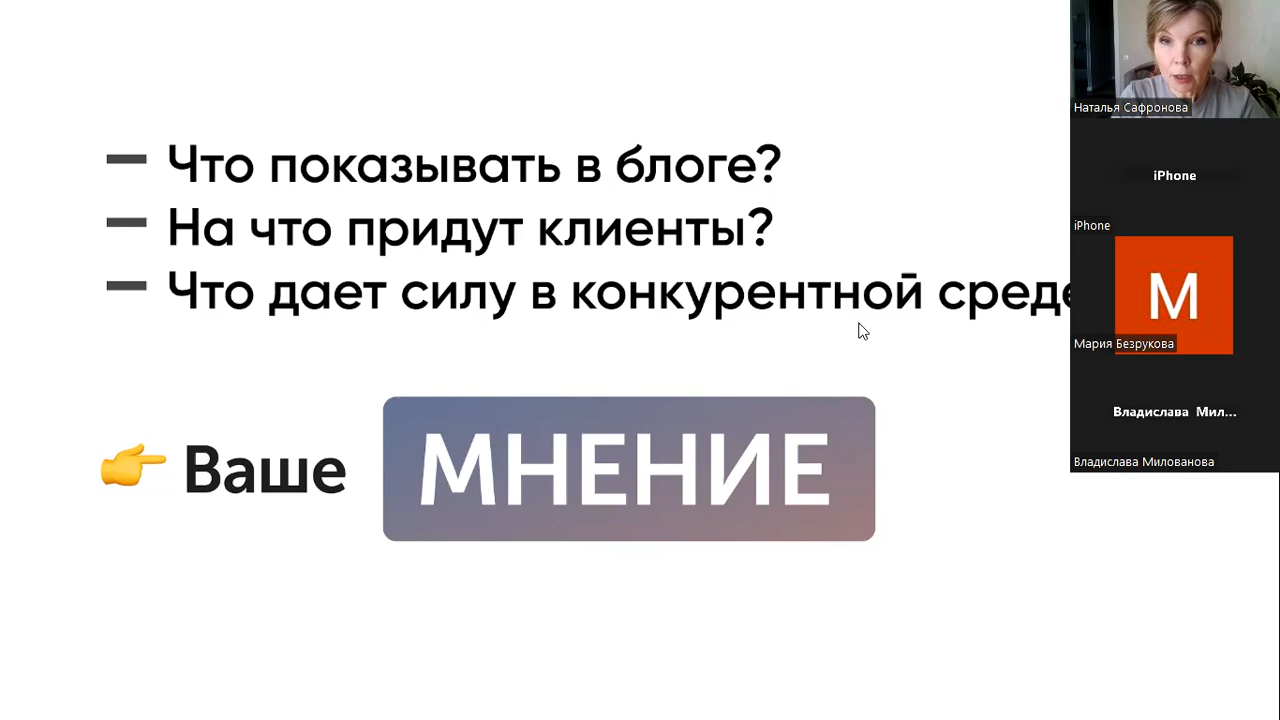 — Что показывать в блоге?
— На что придут клиенты?
— Что дает силу в конкурентной среде
Ваше МНЕНИЕ
Наталья Сафронова
iPhone
iPhone
М
Мария Безрукова
Владислава Мил...
Владислава Милованова